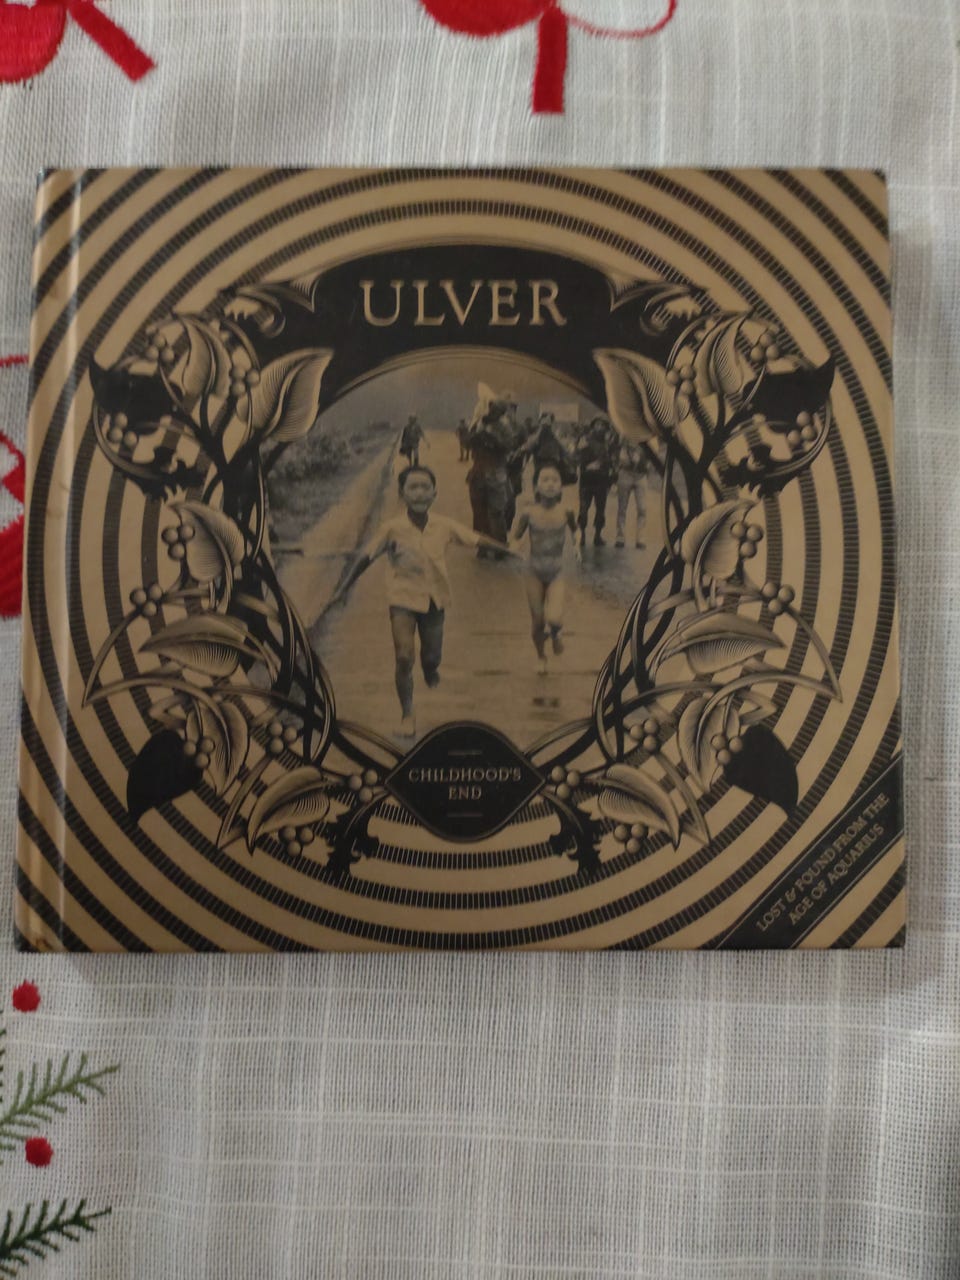 ULVER
CHILDHOOD'S
END
LOST & FOUND FROM THE
AGE OF AQUARIUS